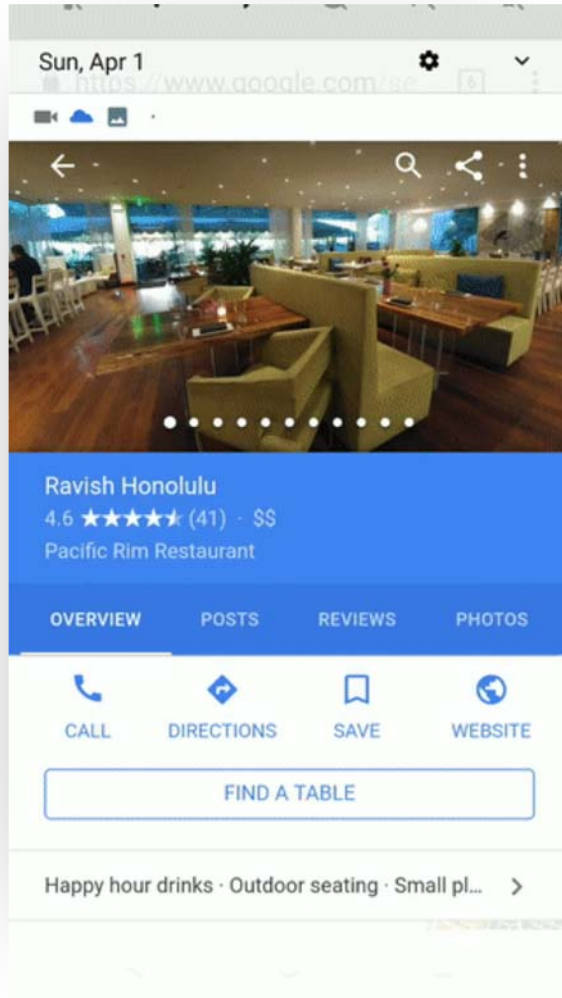 Sun, Apr 1
https://www.google.com/se
6
Ravish Honolulu
4.6 ★★★★★ (41) · $$
Pacific Rim Restaurant
OVERVIEW POSTS REVIEWS PHOTOS
CALL DIRECTIONS SAVE WEBSITE
FIND A TABLE
Happy hour drinks · Outdoor seating · Small pl...